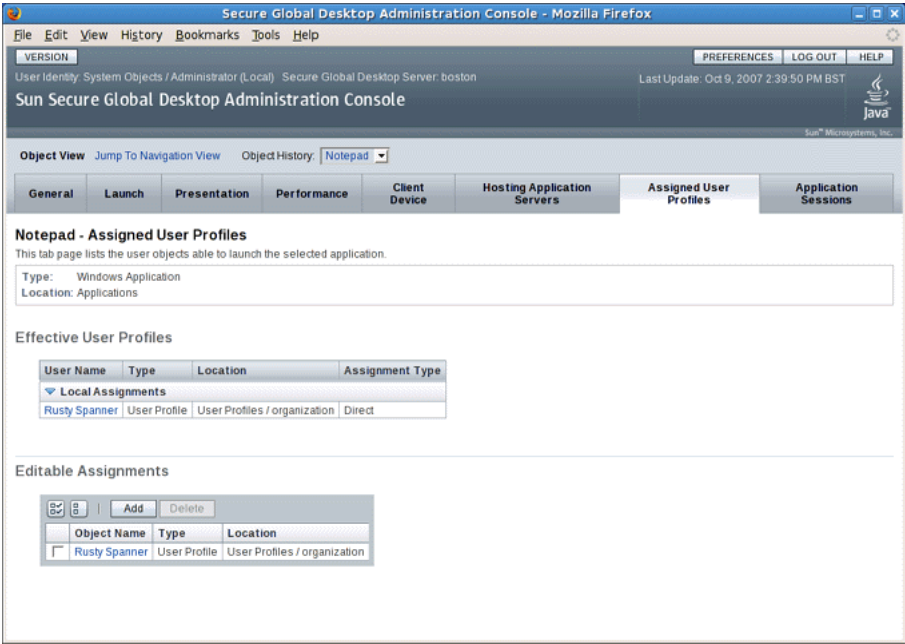 Secure Global Desktop Administration Console - Mozilla Firefox
File Edit View History Bookmarks Tools Help
VERSION PREFERENCES LOG OUT HELP
User Identity: System Objects / Administrator (Local) Secure Global Desktop Server: boston Last Update: Oct 9, 2007 2:39:50 PM BST
Sun Secure Global Desktop Administration Console
Java
Sun™ Microsystems, Inc.
Object View Jump To Navigation View Object History: Notepad
General Launch Presentation Performance Client Device Hosting Application Servers Assigned User Profiles Application Sessions
Notepad - Assigned User Profiles
This tab page lists the user objects able to launch the selected application.
Type: Windows Application
Location: Applications
Effective User Profiles
User Name Type Location Assignment Type
Local Assignments
Rusty Spanner User Profile User Profiles / organization Direct
Editable Assignments
Add Delete
Object Name Type Location
Rusty Spanner User Profile User Profiles / organization